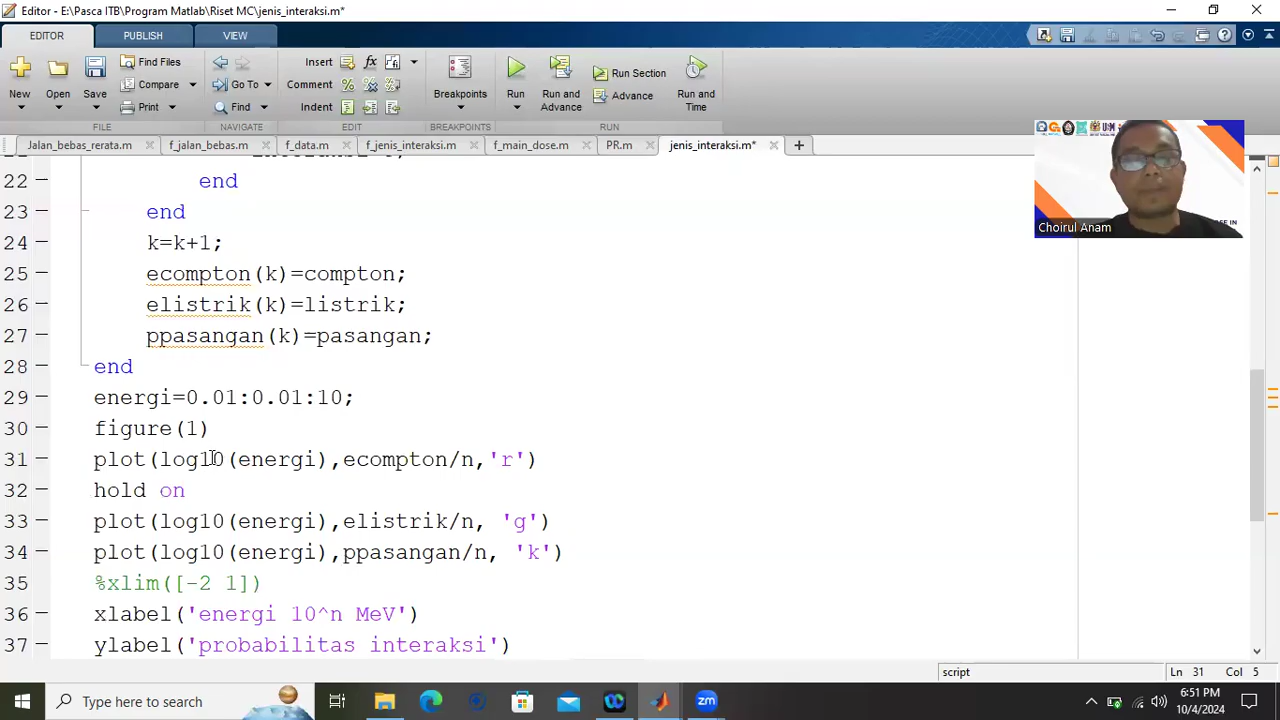 Editor - E:\Pasca ITB\Program Matlab\Riset MC\jenis_interaksi.m*
EDITOR PUBLISH VIEW
New Open Save Find Files Compare Print
Go To Find
Insert Comment Indent
Breakpoints
Run Run and Advance Run Section Advance Run and Time
FILE NAVIGATE EDIT BREAKPOINTS RUN
Jalan_bebas_rerata.m f_jalan_bebas.m f_data.m f_jenis_interaksi.m f_main_dose.m PR.m jenis_interaksi.m*
22 end
23 end
24 k=k+1;
25 ecompton(k)=compton;
26 elistrik(k)=listrik;
27 ppasangan(k)=pasangan;
28 end
29 energi=0.01:0.01:10;
30 figure(1)
31 plot(log10(energi),ecompton/n,'r')
32 hold on
33 plot(log10(energi),elistrik/n, 'g')
34 plot(log10(energi),ppasangan/n, 'k')
35 %xlim([-2 1])
36 xlabel('energi 10^n MeV')
37 ylabel('probabilitas interaksi')
Choirul Anam
script Ln 31 Col 5
Type here to search
6:51 PM
10/4/2024